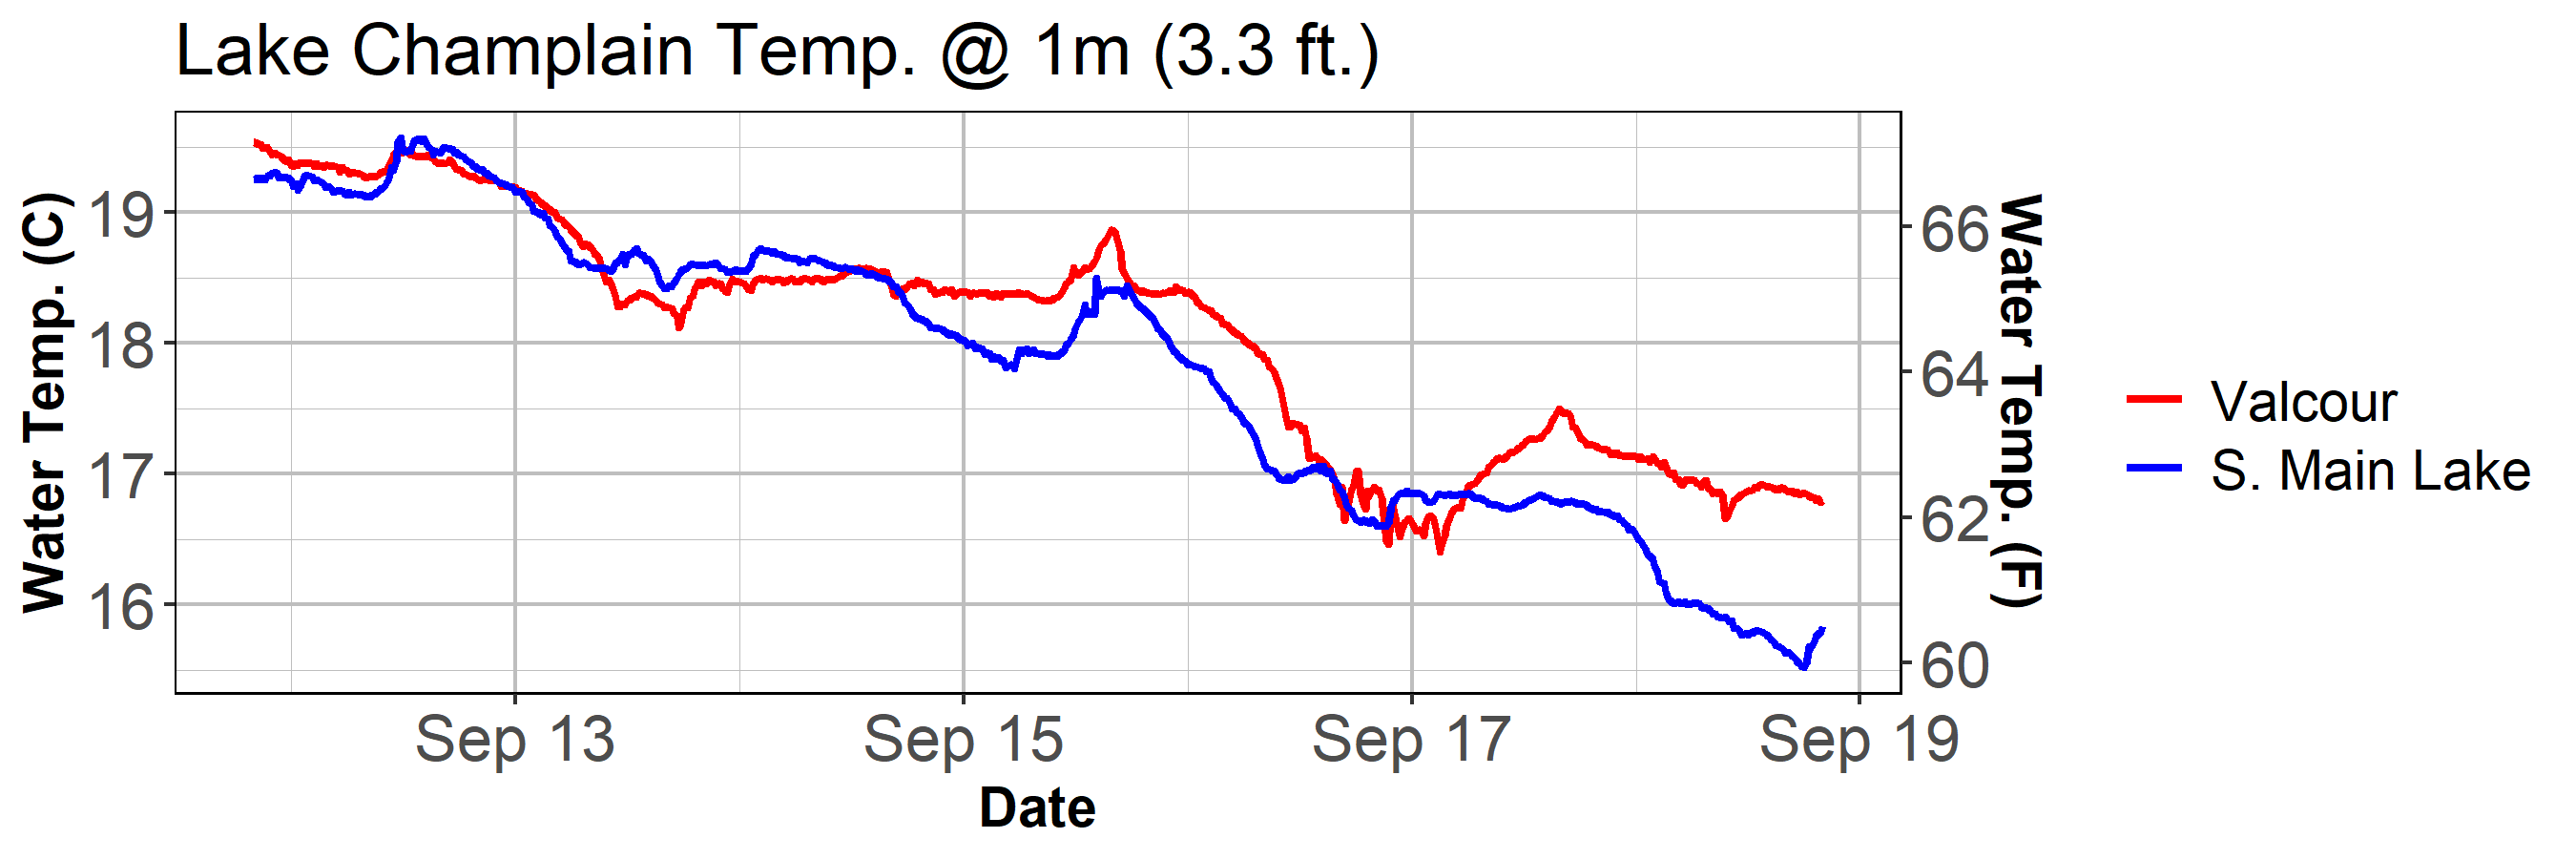 Lake Champlain Temp. @ 1m (3.3 ft.)
Water Temp. (C)
19
18
17
16
66
64
62
60
Water Temp. (F)
Sep 13
Sep 15
Sep 17
Sep 19
Date
Valcour
S. Main Lake